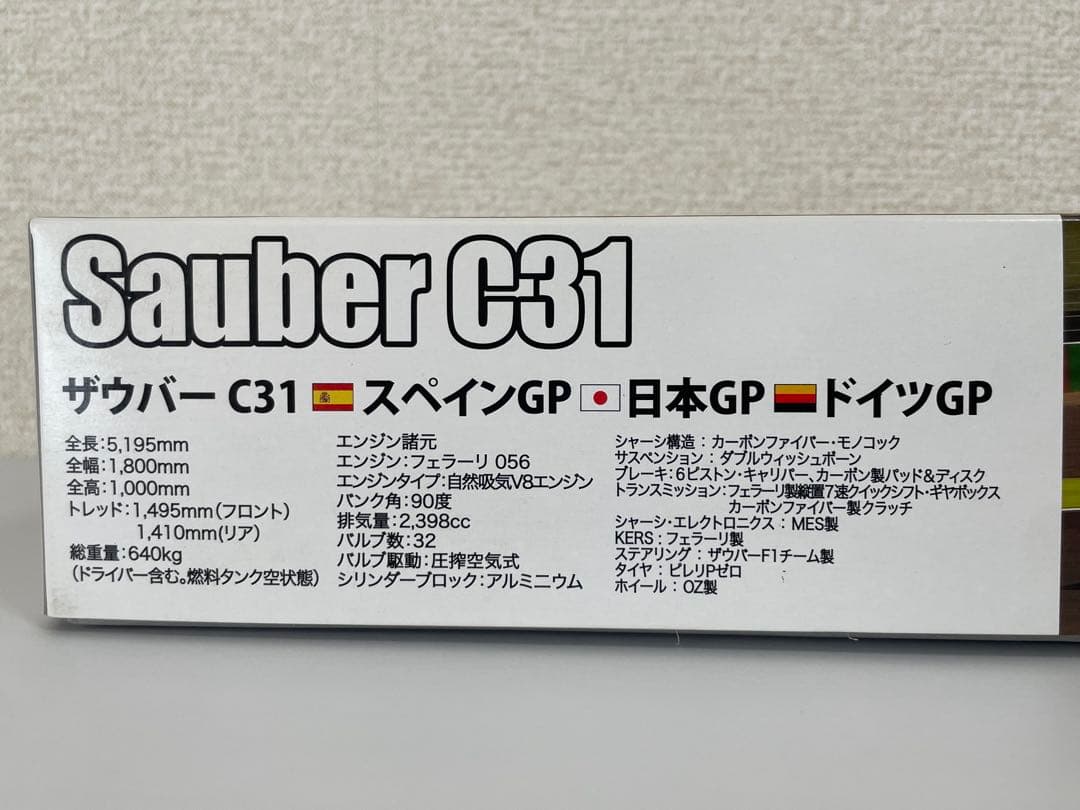 Sauber C31
ザウバー C31 スペインGP 日本GP ドイツGP
全長：5,195mm
全幅：1,800mm
全高：1,000mm
トレッド：1,495mm（フロント）
1,410mm（リア）
総重量：640kg
（ドライバー含む。燃料タンク空状態）
エンジン諸元
エンジン：フェラーリ 056
エンジンタイプ：自然吸気V8エンジン
バンク角：90度
排気量：2,398cc
バルブ数：32
バルブ駆動：圧搾空気式
シリンダーブロック：アルミニウム
シャーシ構造：カーボンファイバー・モノコック
サスペンション：ダブルウィッシュボーン
ブレーキ：6ピストン・キャリパー、カーボン製パッド&ディスク
トランスミッション：フェラーリ製縦置7速クイックシフト・ギヤボックス
カーボンファイバー製クラッチ
シャーシ・エレクトロニクス：MES製
KERS：フェラーリ製
ステアリング：ザウバーF1チーム製
タイヤ：ピレリPゼロ
ホイール：OZ製